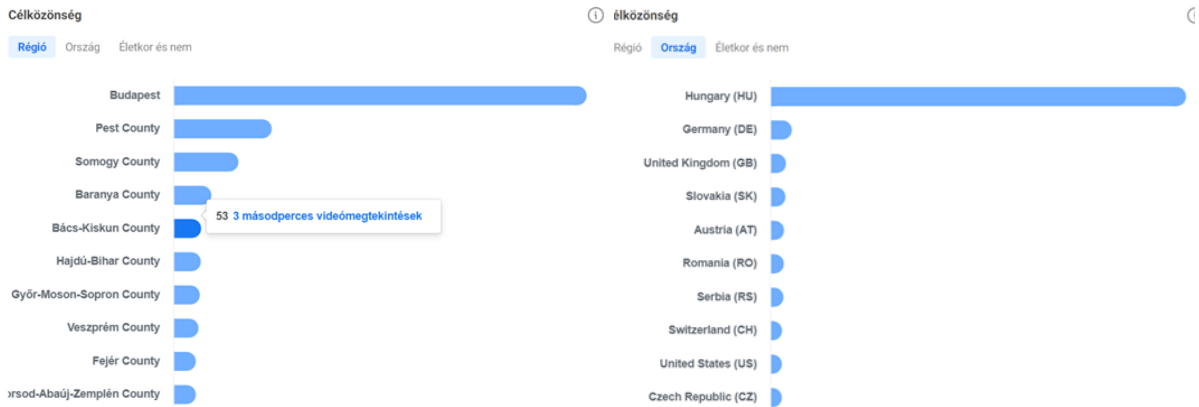 Célközönség
Régió Ország Életkor és nem
Budapest
Pest County
Somogy County
Baranya County
53 3 másodperces videómegtekintések
Bács-Kiskun County
Hajdú-Bihar County
Győr-Moson-Sopron County
Veszprém County
Fejér County
orsod-Abaúj-Zemplén County
élközönség
Régió Ország Életkor és nem
Hungary (HU)
Germany (DE)
United Kingdom (GB)
Slovakia (SK)
Austria (AT)
Romania (RO)
Serbia (RS)
Switzerland (CH)
United States (US)
Czech Republic (CZ)